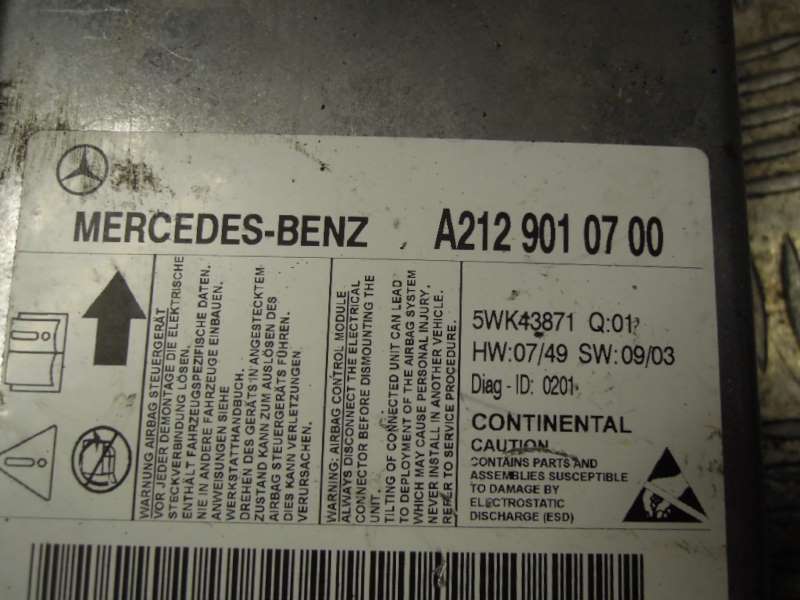 MERCEDES-BENZ A212 901 07 00
WARNUNG AIRBAG STEUERGERÄT
VOR JEDER DEMONTAGE DIE ELEKTRISCHE
STECKVERBINDUNG LÖSEN.
ENTHÄLT FAHRZEUGSPEZIFISCHE DATEN.
NIE IN ANDERE FAHRZEUGE EINBAUEN.
ANWEISUNGEN SIEHE
WERKSTATTHANDBUCH.
DREHEN DES GERÄTS IN ANGESTECKTEM
ZUSTAND KANN ZUM AUSLÖSEN DES
AIRBAG STEUERGERÄTS FÜHREN.
DIES KANN VERLETZUNGEN
VERURSACHEN.
WARNING: AIRBAG CONTROL MODULE
ALWAYS DISCONNECT THE ELECTRICAL
CONNECTOR BEFORE DISMOUNTING THE
UNIT.
TILTING OF CONNECTED UNIT CAN LEAD
TO DEPLOYMENT OF THE AIRBAG SYSTEM
WHICH MAY CAUSE PERSONAL INJURY.
NEVER INSTALL IN ANOTHER VEHICLE.
REFER TO SERVICE PROCEDURE.
5WK43871 Q:01
HW:07/49 SW:09/03
Diag - ID: 0201
CONTINENTAL
CAUTION
CONTAINS PARTS AND
ASSEMBLIES SUSCEPTIBLE
TO DAMAGE BY
ELECTROSTATIC
DISCHARGE (ESD)